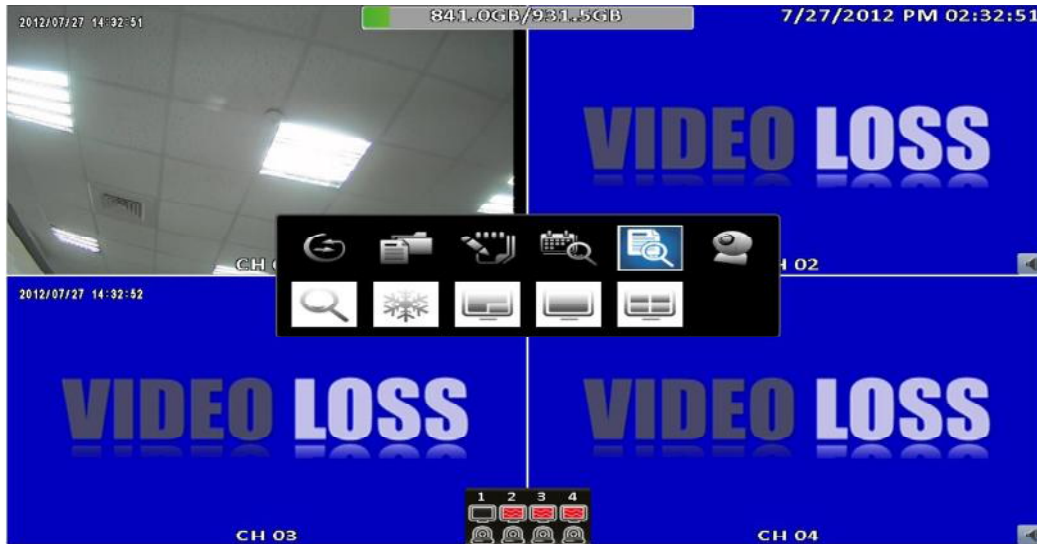 2012/07/27 14:32:51
841.0GB/931.5GB
7/27/2012 PM 02:32:51
VIDEO LOSS
CH 0
02
2012/07/27 14:32:52
VIDEO LOSS
VIDEO LOSS
1 2 3 4
CH 03
CH 04